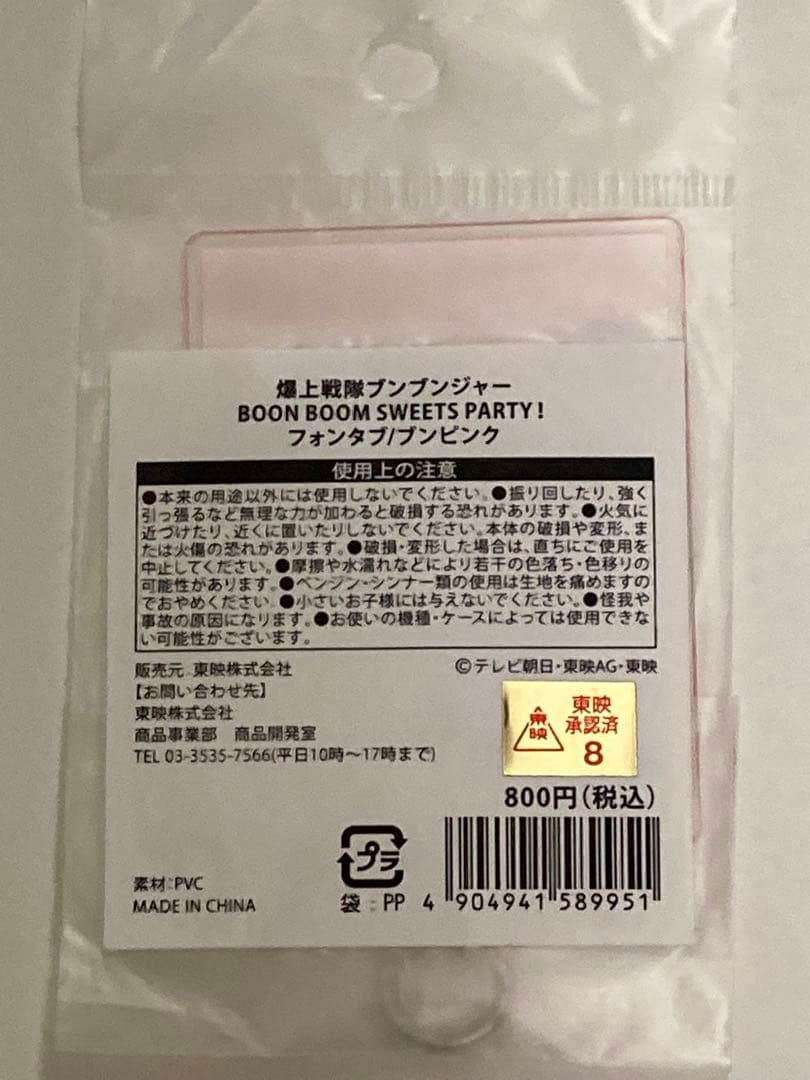 爆上戦隊ブンブンジャー
BOON BOOM SWEETS PARTY！
フォンタブ/ブンピンク
使用上の注意
●本来の用途以外には使用しないでください。●振り回したり、強く
引っ張るなど無理な力が加わると破損する恐れがあります。●火気に
近づけたり、近くに置いたりしないでください。本体の破損や変形、ま
たは火傷の恐れがあります。●破損・変形した場合は、直ちにご使用を
中止してください。●摩擦や水濡れなどにより若干の色落ち・色移りの
可能性があります。●ベンジン・シンナー類の使用は生地を痛めますの
でおやめください。●小さいお子様には与えないでください。●怪我や
事故の原因になります。●お使いの機種・ケースによっては使用できな
い可能性がございます。
販売元：東映株式会社
©テレビ朝日・東映AG・東映
【お問い合わせ先】
東映株式会社
商品事業部　商品開発室
TEL 03-3535-7566(平日10時～17時まで)
東映
東映
承認済
8
800円（税込）
プラ
素材：PVC
MADE IN CHINA
袋：PP
4 904941 589951